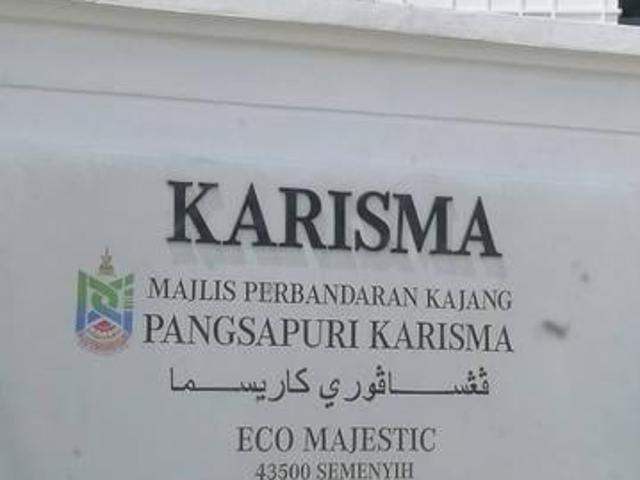 KARISMA
MAJLIS PERBANDARAN KAJANG
PANGSAPURI KARISMA
ڤڠساڤوري كاريسما
ECO MAJESTIC
43500 SEMENYIH